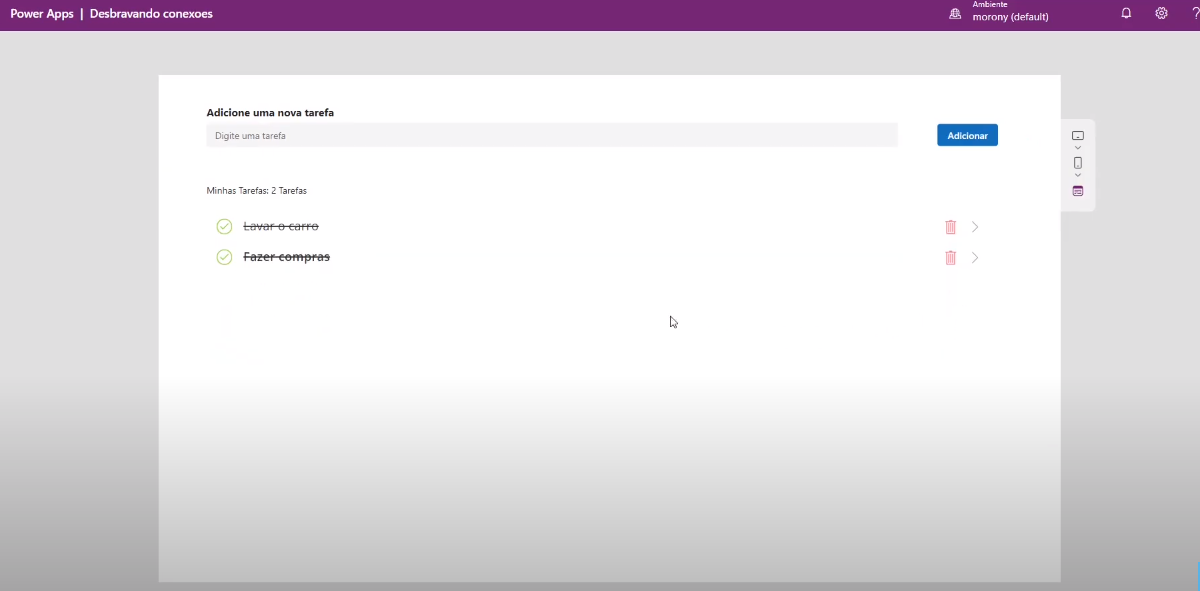 Power Apps | Desbravando conexoes
Ambiente
morony (default)
?
Adicione uma nova tarefa
Digite uma tarefa
Adicionar
Minhas Tarefas: 2 Tarefas
Lavar o carro
Fazer compras